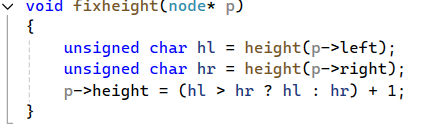 void fixheight(node* p)
{
    unsigned char hl = height(p->left);
    unsigned char hr = height(p->right);
    p->height = (hl > hr ? hl : hr) + 1;
}